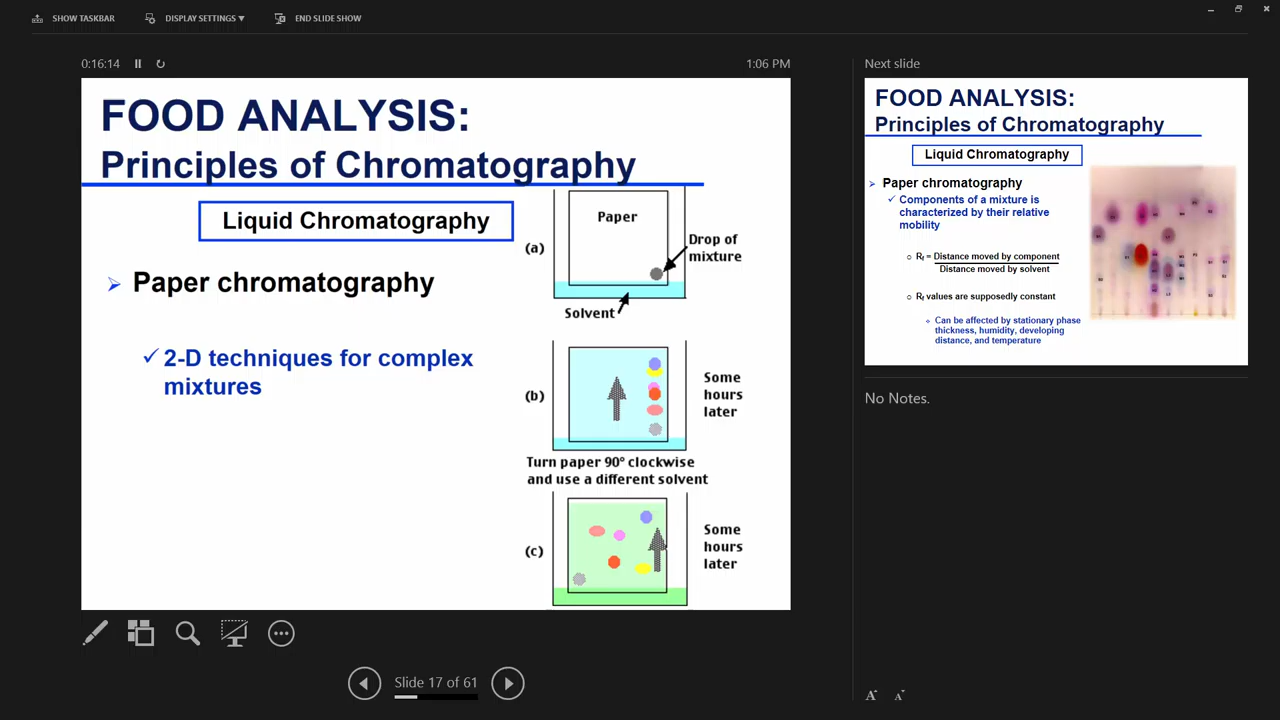 SHOW TASKBAR
DISPLAY SETTINGS ▼
END SLIDE SHOW
0:16:14
1:06 PM
FOOD ANALYSIS:
Principles of Chromatography
Liquid Chromatography
➢ Paper chromatography
✓ 2-D techniques for complex
mixtures
Paper
(a)
Drop of
mixture
Solvent
(b)
Some
hours
later
Turn paper 90º clockwise
and use a different solvent
(c)
Some
hours
later
Slide 17 of 61
Next slide
FOOD ANALYSIS:
Principles of Chromatography
Liquid Chromatography
➢ Paper chromatography
✓ Components of a mixture is
characterized by their relative
mobility
o Rf = Distance moved by component
Distance moved by solvent
o Rf values are supposedly constant
Can be affected by stationary phase
thickness, humidity, developing
distance, and temperature
No Notes.
A A